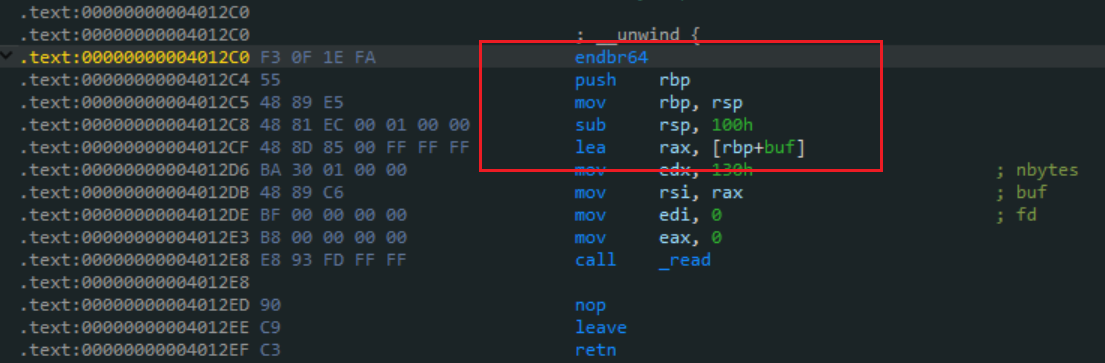 .text:00000000004012C0
.text:00000000004012C0 ; __unwind {
.text:00000000004012C0 F3 0F 1E FA endbr64
.text:00000000004012C4 55 push rbp
.text:00000000004012C5 48 89 E5 mov rbp, rsp
.text:00000000004012C8 48 81 EC 00 01 00 00 sub rsp, 100h
.text:00000000004012CF 48 8D 85 00 FF FF FF lea rax, [rbp+buf]
.text:00000000004012D6 BA 30 01 00 00 mov edx, 130h ; nbytes
.text:00000000004012DB 48 89 C6 mov rsi, rax ; buf
.text:00000000004012DE BF 00 00 00 00 mov edi, 0 ; fd
.text:00000000004012E3 B8 00 00 00 00 mov eax, 0
.text:00000000004012E8 E8 93 FD FF FF call _read
.text:00000000004012E8
.text:00000000004012ED 90 nop
.text:00000000004012EE C9 leave
.text:00000000004012EF C3 retn